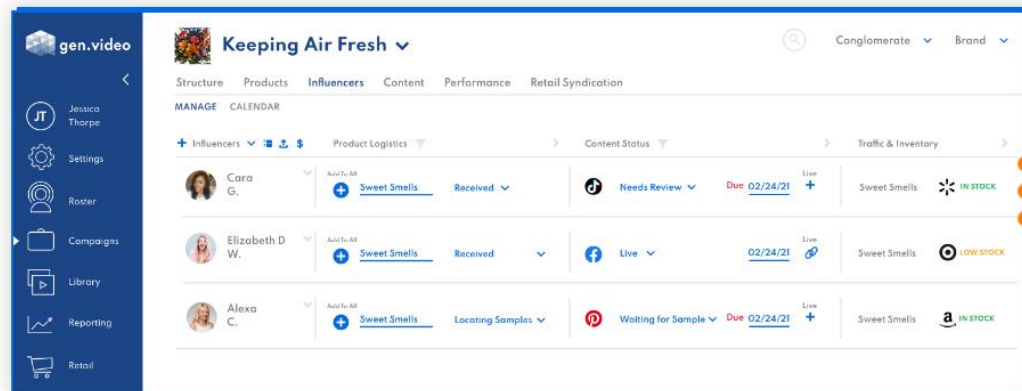 gen.video
Keeping Air Fresh
Conglomerate Brand
Structure Products Influencers Content Performance Retail Syndication
MANAGE CALENDAR
JT Jessica Thorpe
Settings
Roster
Campaigns
Library
Reporting
Retail
+ Influencers $ Product Logistics Content Status Traffic & Inventory
Cara G. Add To All Sweet Smells Received Needs Review Due 02/24/21 Live + Sweet Smells IN STOCK
Elizabeth D W. Add To All Sweet Smells Received Live 02/24/21 Live Sweet Smells LOW STOCK
Alexa C. Add To All Sweet Smells Locating Samples Waiting for Sample Due 02/24/21 Live + Sweet Smells a IN STOCK